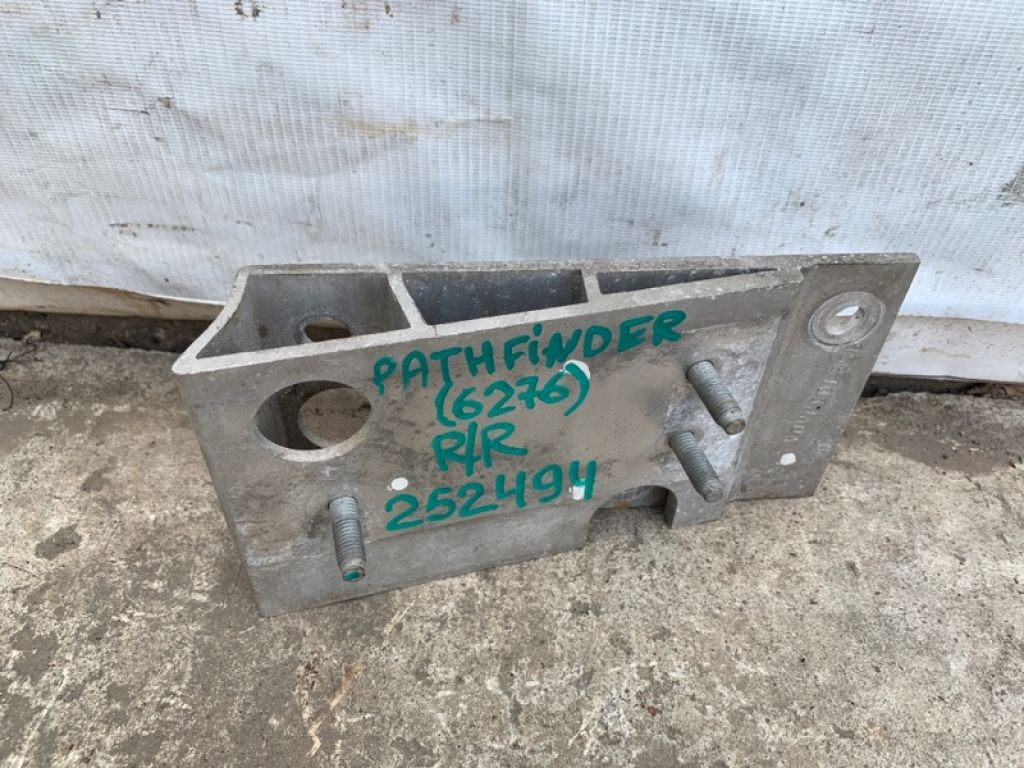 PATHFiNDER
(6276)
R/R
252494